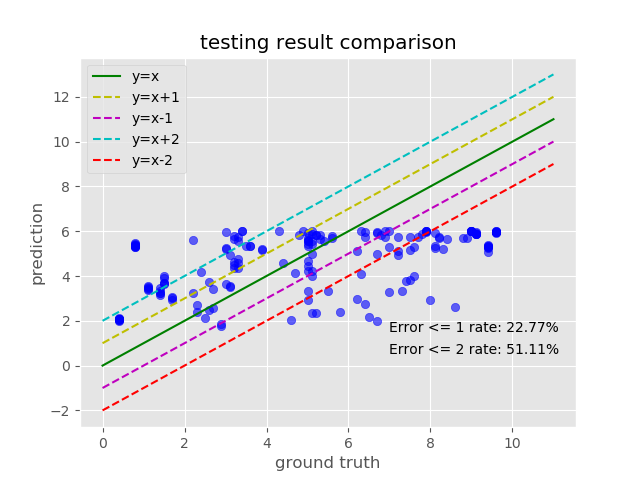 testing result comparison
y=x
y=x+1
y=x-1
y=x+2
y=x-2
12
10
8
6
4
2
0
−2
prediction
Error <= 1 rate: 22.77%
Error <= 2 rate: 51.11%
0 2 4 6 8 10
ground truth